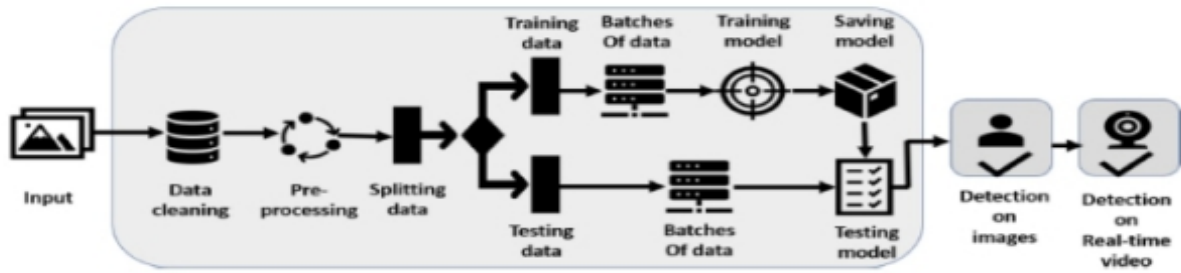 Input
Data
cleaning
Pre-
processing
Splitting
data
Training
data
Batches
Of data
Training
model
Saving
model
Testing
data
Batches
Of data
Testing
model
Detection
on
images
Detection
on
Real-time
video